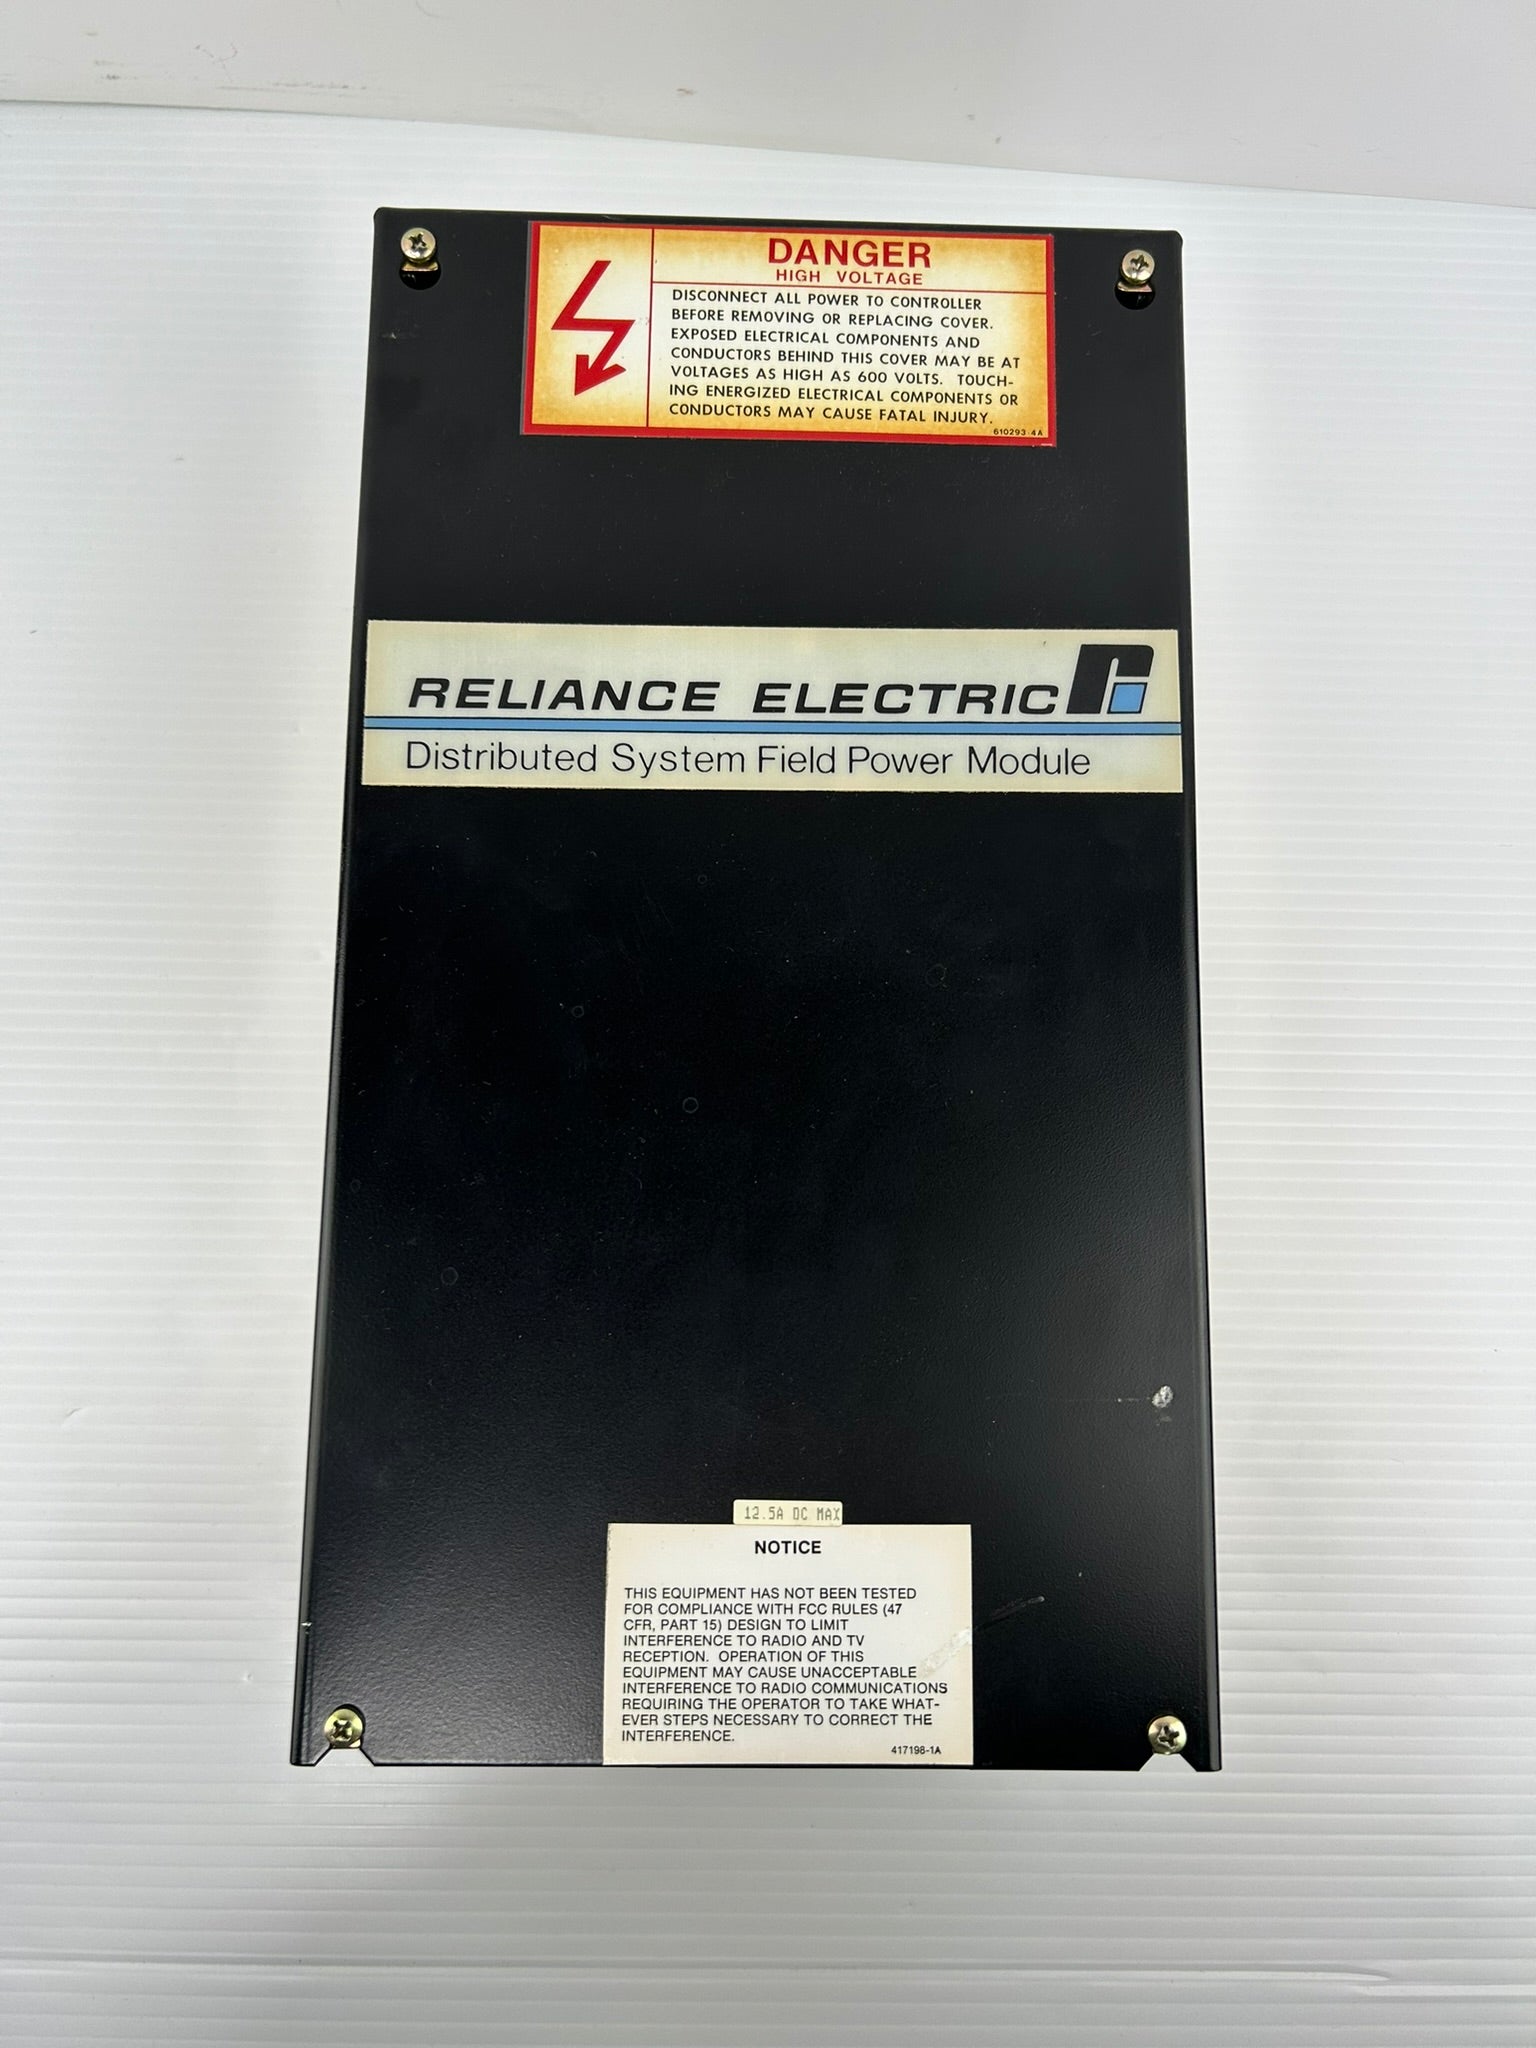 DANGER
HIGH VOLTAGE
DISCONNECT ALL POWER TO CONTROLLER
BEFORE REMOVING OR REPLACING COVER.
EXPOSED ELECTRICAL COMPONENTS AND
CONDUCTORS BEHIND THIS COVER MAY BE AT
VOLTAGES AS HIGH AS 600 VOLTS. TOUCH-
ING ENERGIZED ELECTRICAL COMPONENTS OR
CONDUCTORS MAY CAUSE FATAL INJURY.
610293-4A
RELIANCE ELECTRIC
Distributed System Field Power Module
12.5A DC MAX
NOTICE
THIS EQUIPMENT HAS NOT BEEN TESTED
FOR COMPLIANCE WITH FCC RULES (47
CFR, PART 15) DESIGN TO LIMIT
INTERFERENCE TO RADIO AND TV
RECEPTION. OPERATION OF THIS
EQUIPMENT MAY CAUSE UNACCEPTABLE
INTERFERENCE TO RADIO COMMUNICATIONS
REQUIRING THE OPERATOR TO TAKE WHAT-
EVER STEPS NECESSARY TO CORRECT THE
INTERFERENCE.
417198-1A